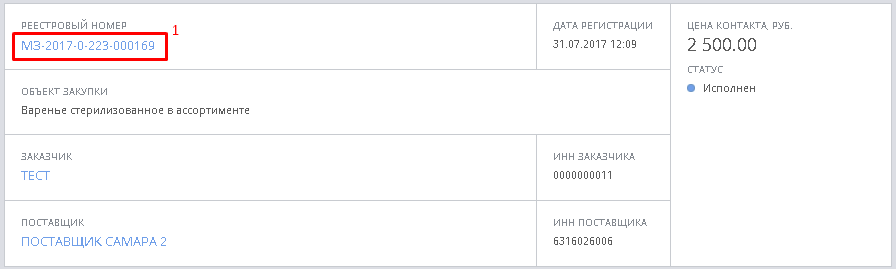 РЕЕСТРОВЫЙ НОМЕР
МЗ-2017-0-223-000169
1
ДАТА РЕГИСТРАЦИИ
31.07.2017 12:09
ЦЕНА КОНТАКТА, РУБ.
2 500.00
СТАТУС
Исполнен
ОБЪЕКТ ЗАКУПКИ
Варенье стерилизованное в ассортименте
ЗАКАЗЧИК
ТЕСТ
ИНН ЗАКАЗЧИКА
0000000011
ПОСТАВЩИК
ПОСТАВЩИК САМАРА 2
ИНН ПОСТАВЩИКА
6316026006